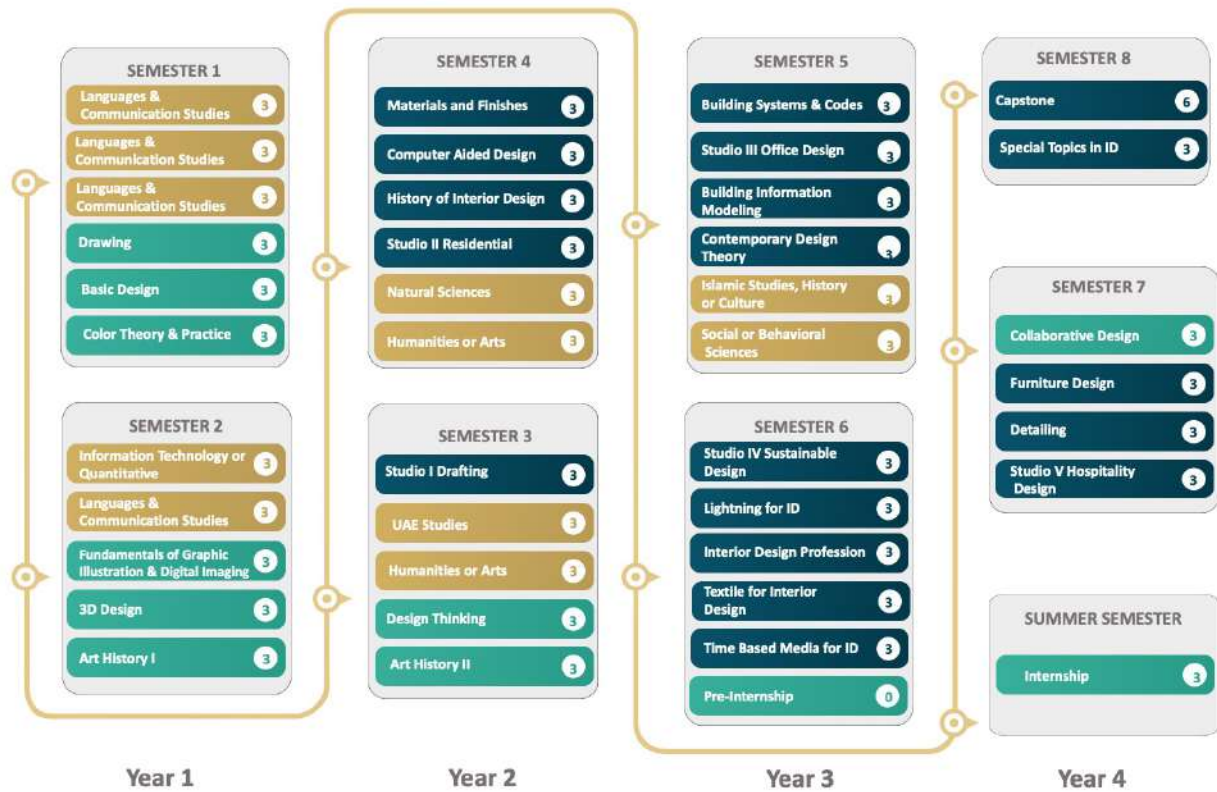 SEMESTER 1
Languages &
Communication Studies
3
Languages &
Communication Studies
3
Languages &
Communication Studies
3
Drawing
3
Basic Design
3
Color Theory & Practice
3
SEMESTER 2
Information Technology or
Quantitative
3
Languages &
Communication Studies
3
Fundamentals of Graphic
Illustration & Digital Imaging
3
3D Design
3
Art History I
3
Year 1
SEMESTER 4
Materials and Finishes
3
Computer Aided Design
3
History of Interior Design
3
Studio II Residential
3
Natural Sciences
3
Humanities or Arts
3
SEMESTER 3
Studio I Drafting
3
UAE Studies
3
Humanities or Arts
3
Design Thinking
3
Art History II
3
Year 2
SEMESTER 5
Building Systems & Codes
3
Studio III Office Design
3
Building Information
Modeling
3
Contemporary Design
Theory
3
Islamic Studies, History
or Culture
3
Social or Behavioral
Sciences
3
SEMESTER 6
Studio IV Sustainable
Design
3
Lightning for ID
3
Interior Design Profession
3
Textile for Interior
Design
3
Time Based Media for ID
3
Pre-Internship
0
Year 3
SEMESTER 8
Capstone
6
Special Topics in ID
3
SEMESTER 7
Collaborative Design
3
Furniture Design
3
Detailing
3
Studio V Hospitality
Design
3
SUMMER SEMESTER
Internship
3
Year 4